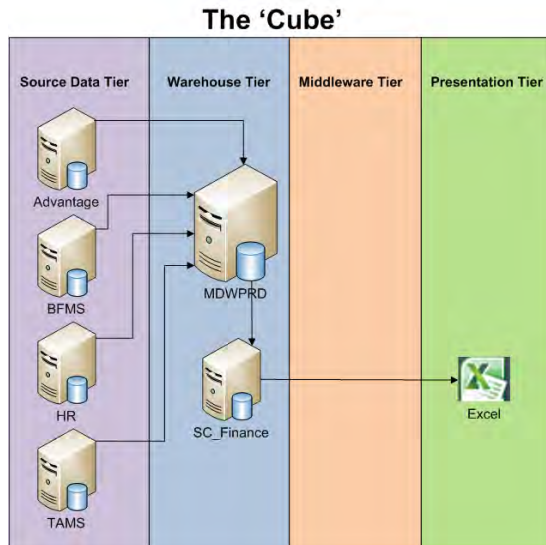 The ‘Cube’
Source Data Tier
Warehouse Tier
Middleware Tier
Presentation Tier
Advantage
BFMS
HR
TAMS
MDWPRD
SC_Finance
Excel